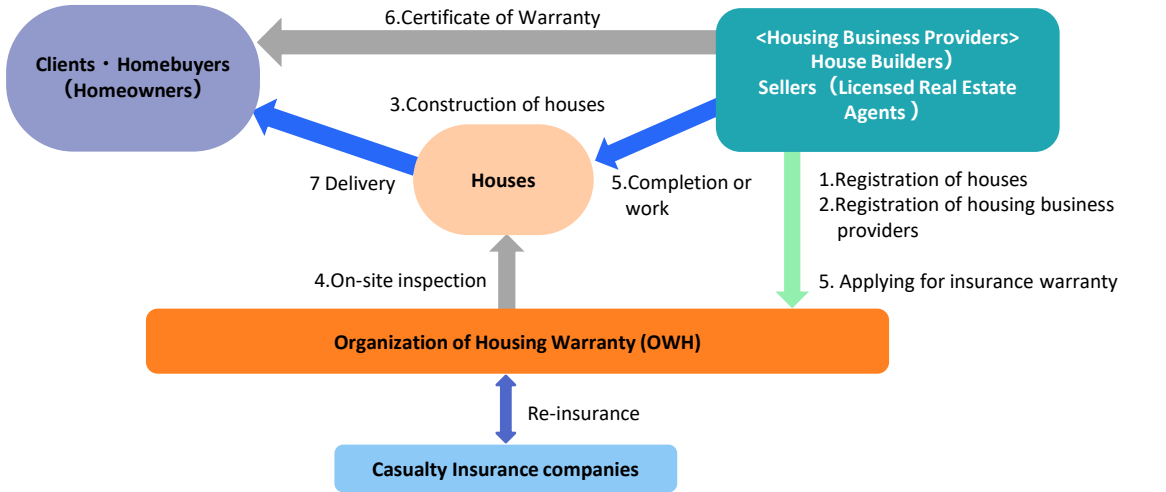 6.Certificate of Warranty
<Housing Business Providers>
House Builders）
Sellers（Licensed Real Estate
Agents ）
Clients・Homebuyers
（Homeowners）
3.Construction of houses
7 Delivery
Houses
5.Completion or
work
1.Registration of houses
2.Registration of housing business
providers
4.On-site inspection
5. Applying for insurance warranty
Organization of Housing Warranty (OWH)
Re-insurance
Casualty Insurance companies